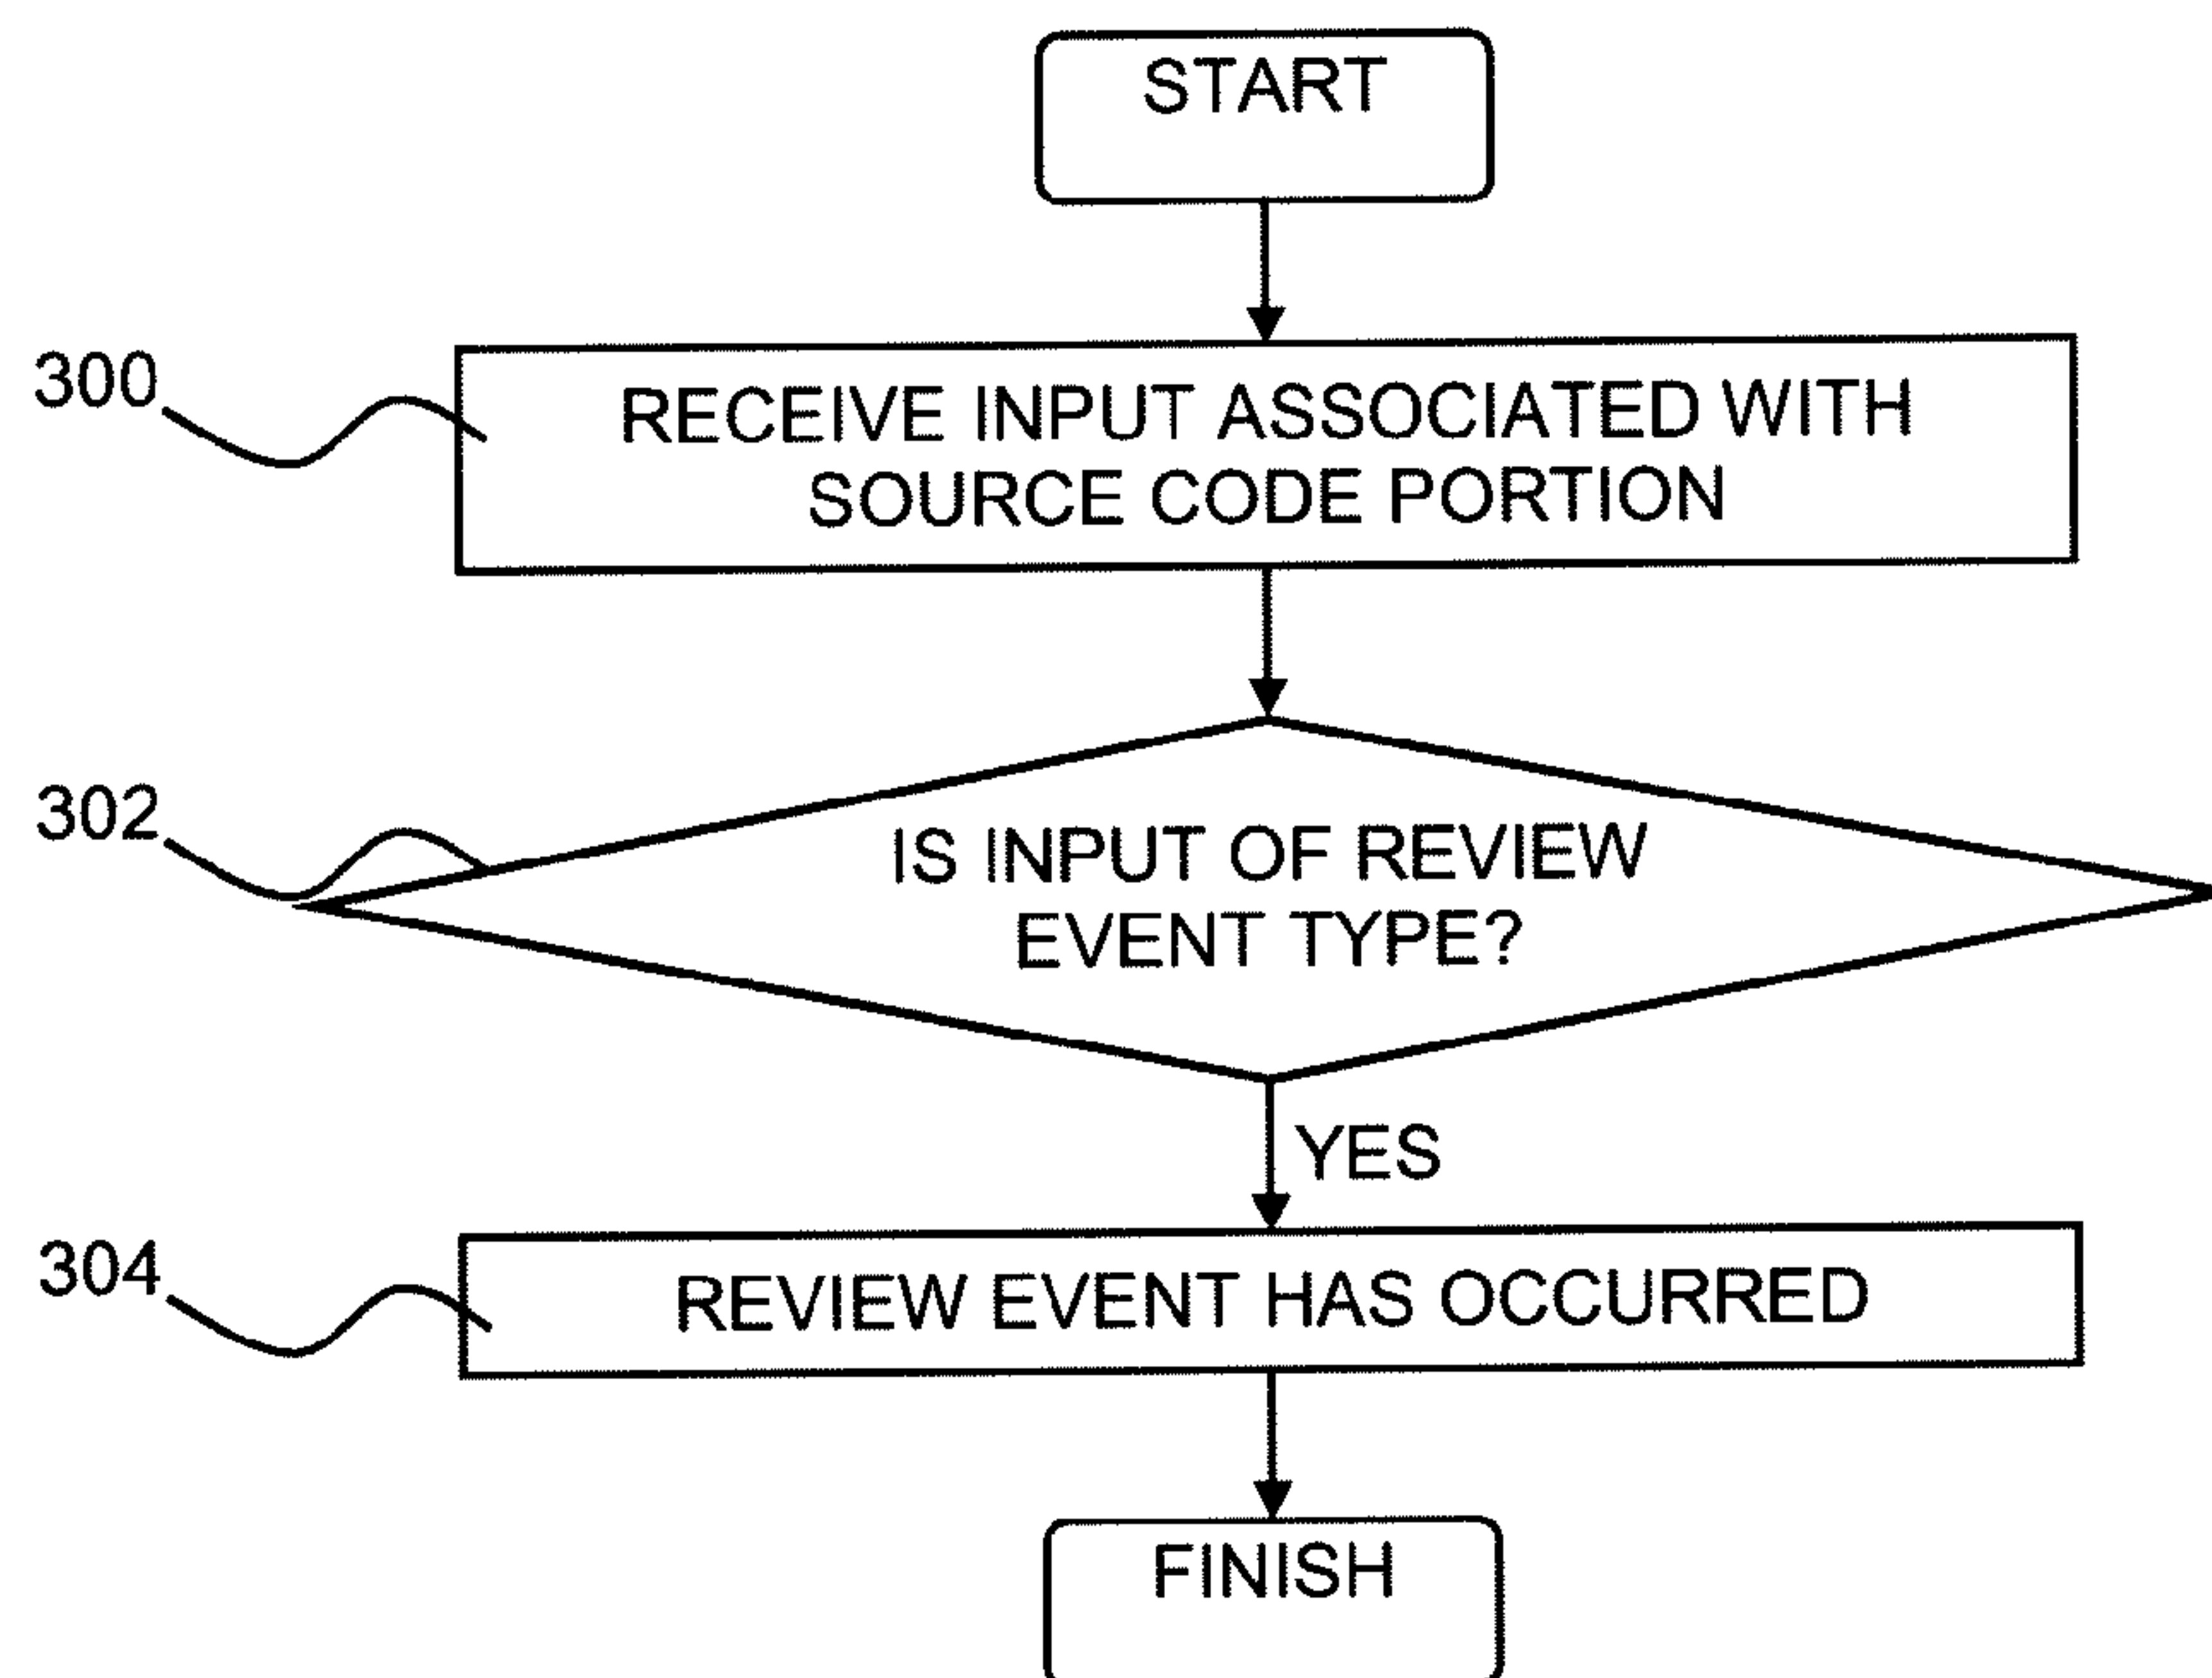 START
300
RECEIVE INPUT ASSOCIATED WITH
SOURCE CODE PORTION
302
IS INPUT OF REVIEW
EVENT TYPE?
YES
304
REVIEW EVENT HAS OCCURRED
FINISH